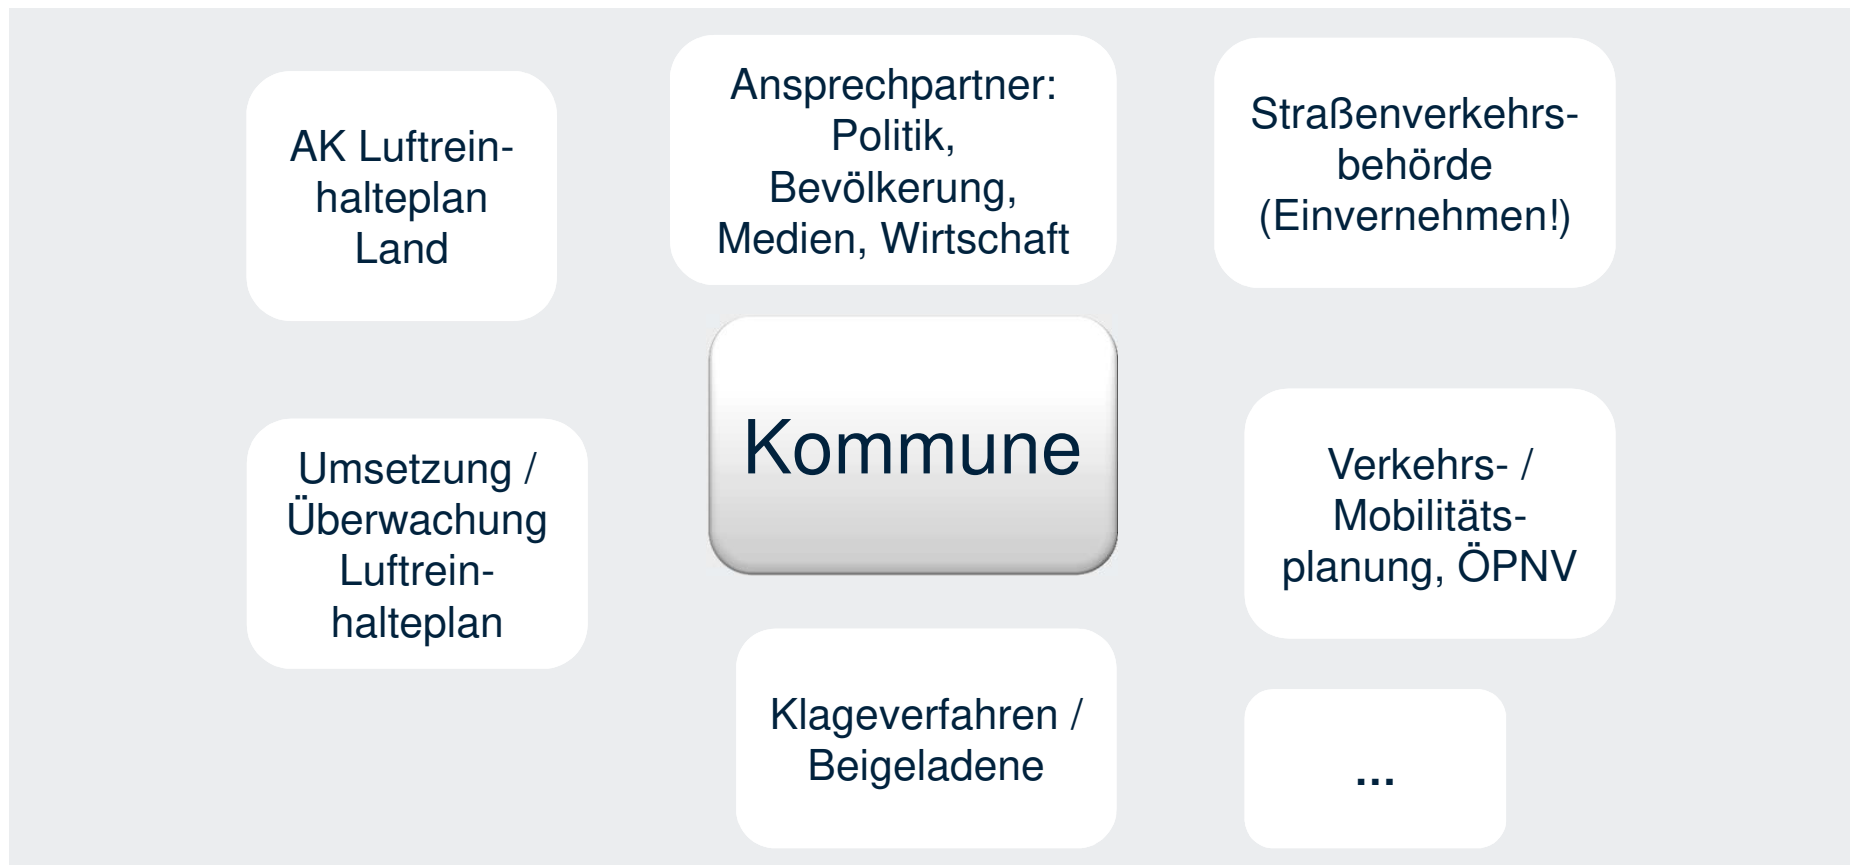 AK Luftrein-
halteplan
Land
Ansprechpartner:
Politik,
Bevölkerung,
Medien, Wirtschaft
Straßenverkehrs-
behörde
(Einvernehmen!)
Umsetzung /
Überwachung
Luftrein-
halteplan
Kommune
Verkehrs- /
Mobilitäts-
planung, ÖPNV
Klageverfahren /
Beigeladene
...